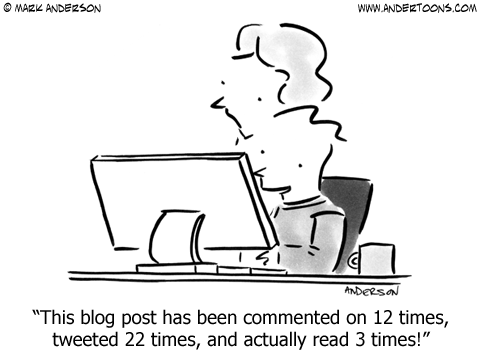 © MARK ANDERSON
WWW.ANDERTOONS.COM
ANDERSON
“This blog post has been commented on 12 times,
tweeted 22 times, and actually read 3 times!”